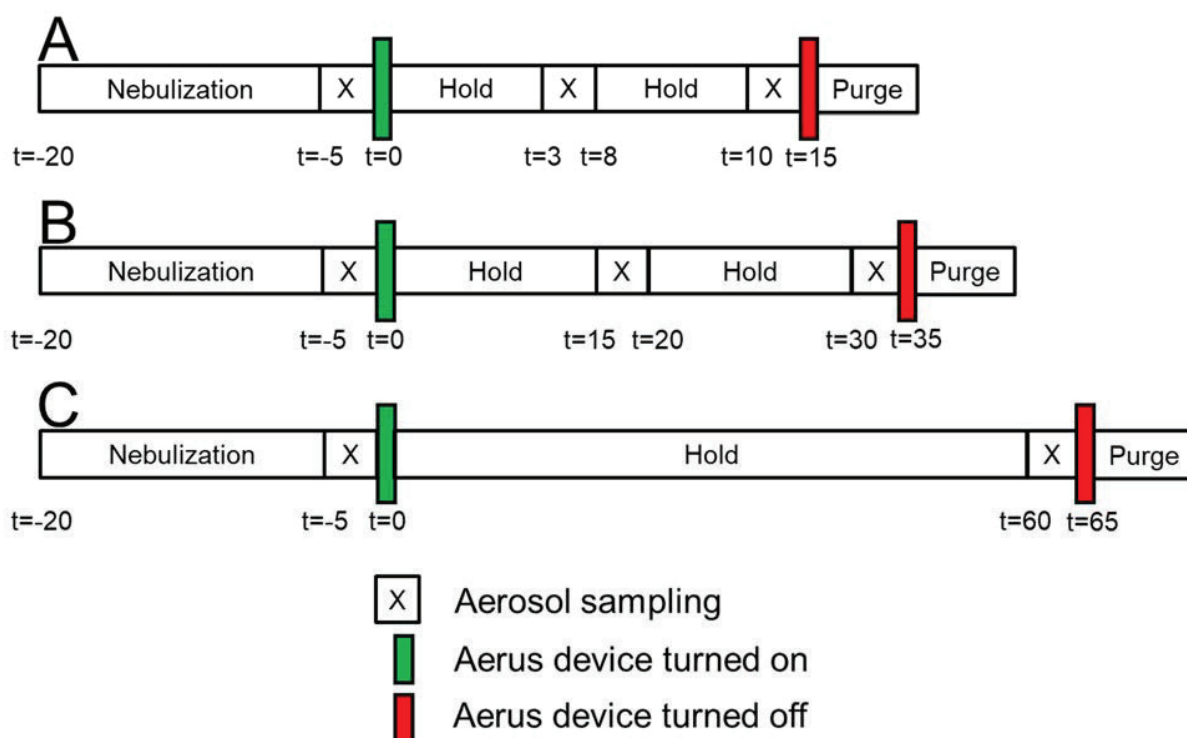 A
Nebulization X Hold X Hold X Purge
t=-20 t=-5 t=0 t=3 t=8 t=10 t=15
B
Nebulization X Hold X Hold X Purge
t=-20 t=-5 t=0 t=15 t=20 t=30 t=35
C
Nebulization X Hold X Purge
t=-20 t=-5 t=0 t=60 t=65
X Aerosol sampling
Aerus device turned on
Aerus device turned off